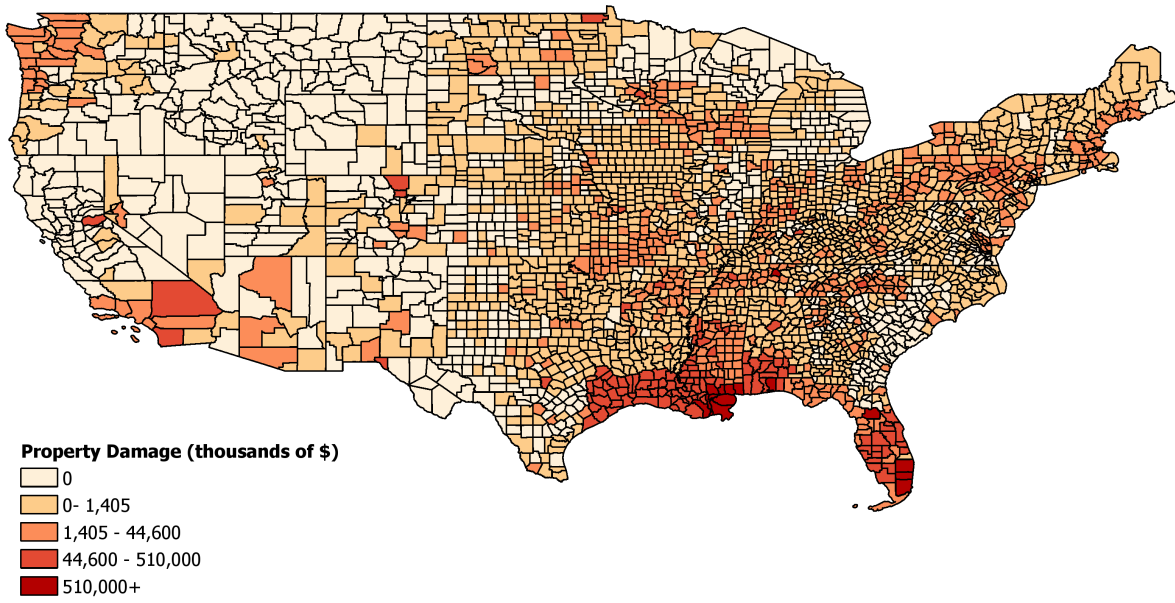 Property Damage (thousands of $)
0
0- 1,405
1,405 - 44,600
44,600 - 510,000
510,000+